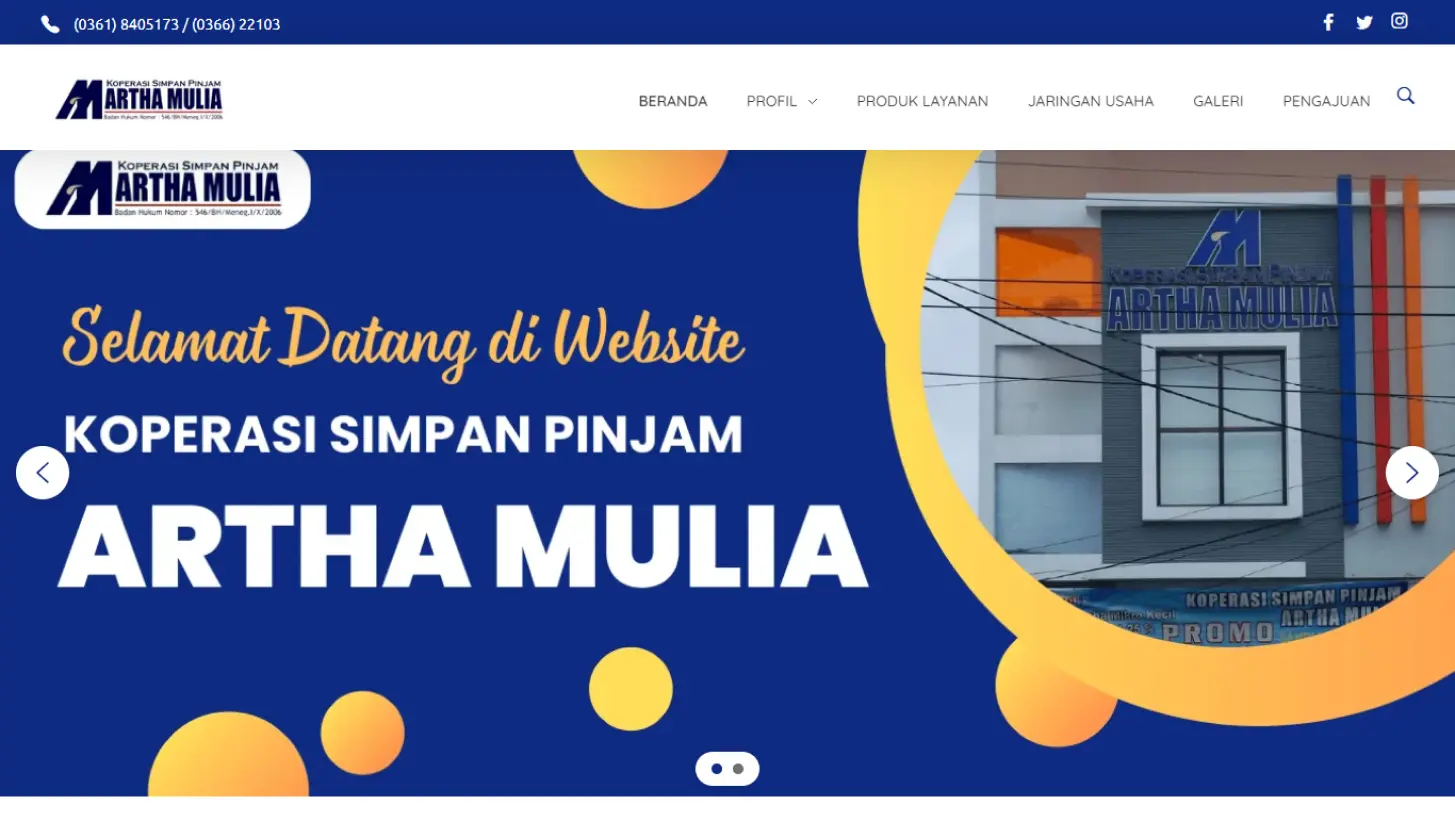 (0361) 8405173 / (0366) 22103
KOPERASI SIMPAN PINJAM
ARTHA MULIA
Badan Hukum Nomor : 546/BH/Meneg.I/X/2006
BERANDA
PROFIL
PRODUK LAYANAN
JARINGAN USAHA
GALERI
PENGAJUAN
KOPERASI SIMPAN PINJAM
ARTHA MULIA
Badan Hukum Nomor : 546/BH/Meneg.I/X/2006
Selamat Datang di Website
KOPERASI SIMPAN PINJAM
ARTHA MULIA
KOPERASI SIMPAN PINJAM
ARTHA MULIA
KOPERASI SIMPAN PINJAM
ARTHA
Mikro Kecil
PROMO